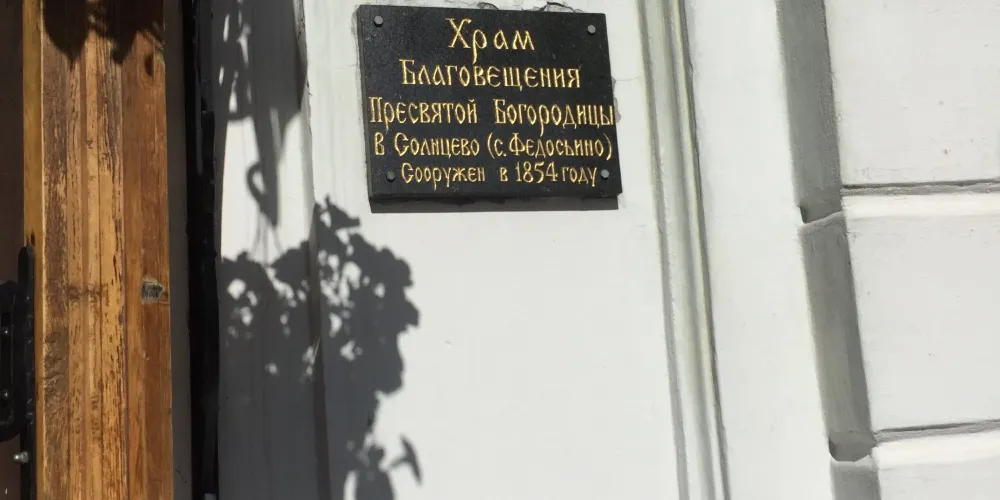 Храм
Благовещения
Пресвятой Богородицы
в Солнцево (с. Федосьино)
Сооружен в 1854 году